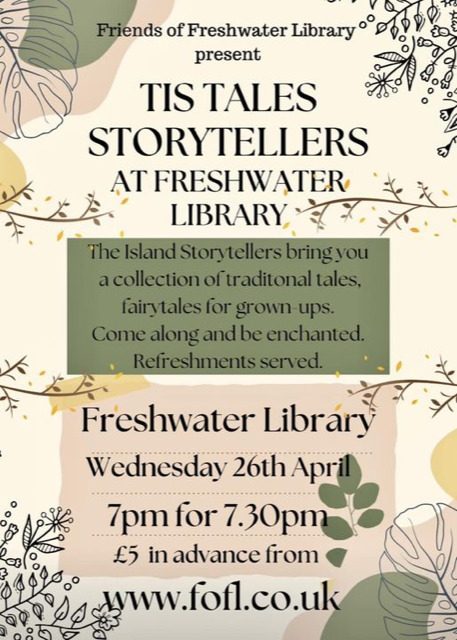 Friends of Freshwater Library
present
TIS TALES
STORYTELLERS
AT FRESHWATER
LIBRARY
The Island Storytellers bring you
a collection of traditonal tales,
fairytales for grown-ups.
Come along and be enchanted.
Refreshments served.
Freshwater Library
Wednesday 26th April
7pm for 7.30pm
£5 in advance from
www.fofl.co.uk